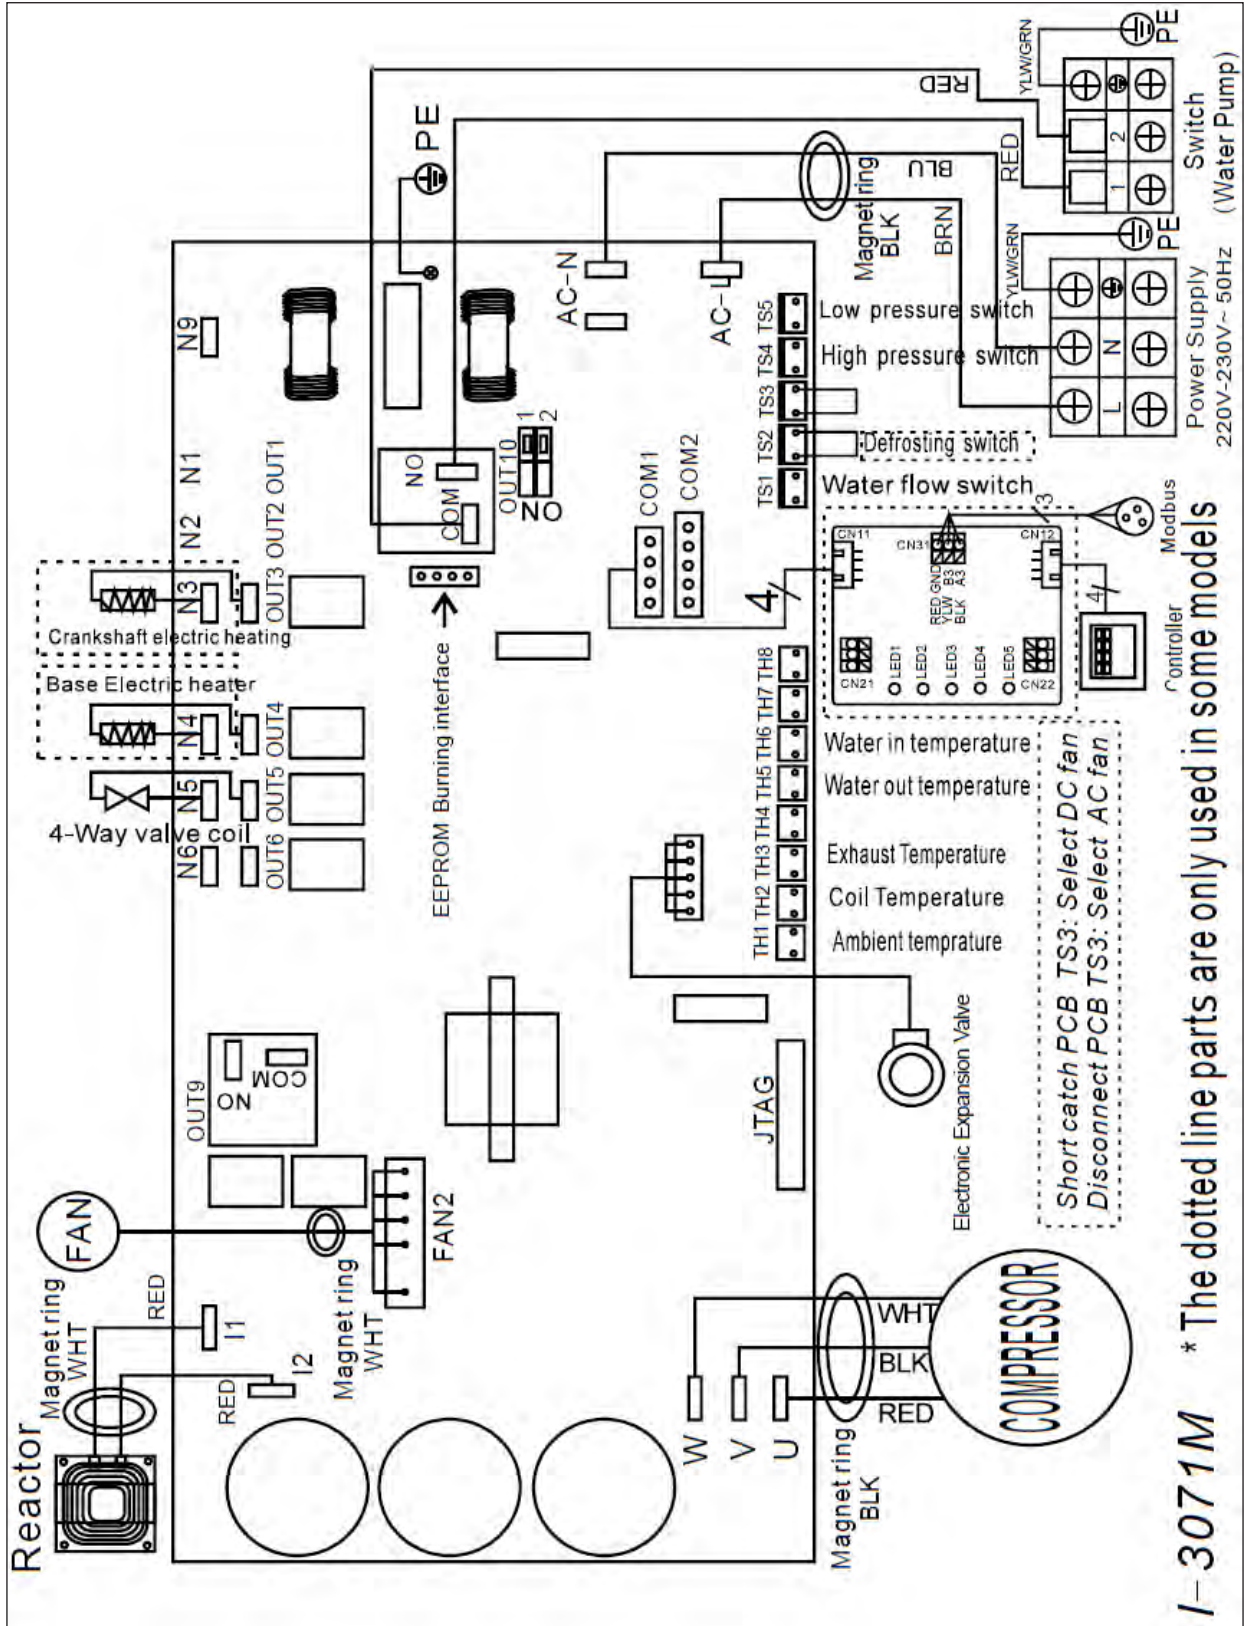 Reactor
Magnet ring
WHT
RED
RED
I1
I2
FAN
Magnet ring
WHT
FAN2
OUT9
NO
COM
N6
N5
N4
N3
N2
N1
N9
4-Way valve coil
Base Electric heater
Crankshaft electric heating
OUT6
OUT5
OUT4
OUT3
OUT2
OUT1
EEPROM Burning interface
NO
COM
OUT10
ON
1
2
PE
RED
RED
AC-N
AC-L
Magnet ring
BLK
BLU
BRN
COM1
COM2
W
V
U
Magnet ring
BLK
WHT
BLK
RED
COMPRESSOR
JTAG
Electronic Expansion Valve
TH1
TH2
TH3
TH4
TH5
TH6
TH7
TH8
TS1
TS2
TS3
TS4
TS5
Ambient temprature
Coil Temperature
Exhaust Temperature
Water out temperature
Water in temperature
Water flow switch
Defrosting switch
High pressure switch
Low pressure switch
4
CN11
CN31
CN12
CN21
CN22
RED GND
YLW B3
BLK A3
LED1
LED2
LED3
LED4
LED5
3
4
Controller
Modbus
Short catch PCB TS3: Select DC fan
Disconnect PCB TS3: Select AC fan
L
N
YLW/GRN
PE
Power Supply
220V-230V~ 50Hz
1
2
YLW/GRN
PE
Switch
(Water Pump)
I-3071M
* The dotted line parts are only used in some models